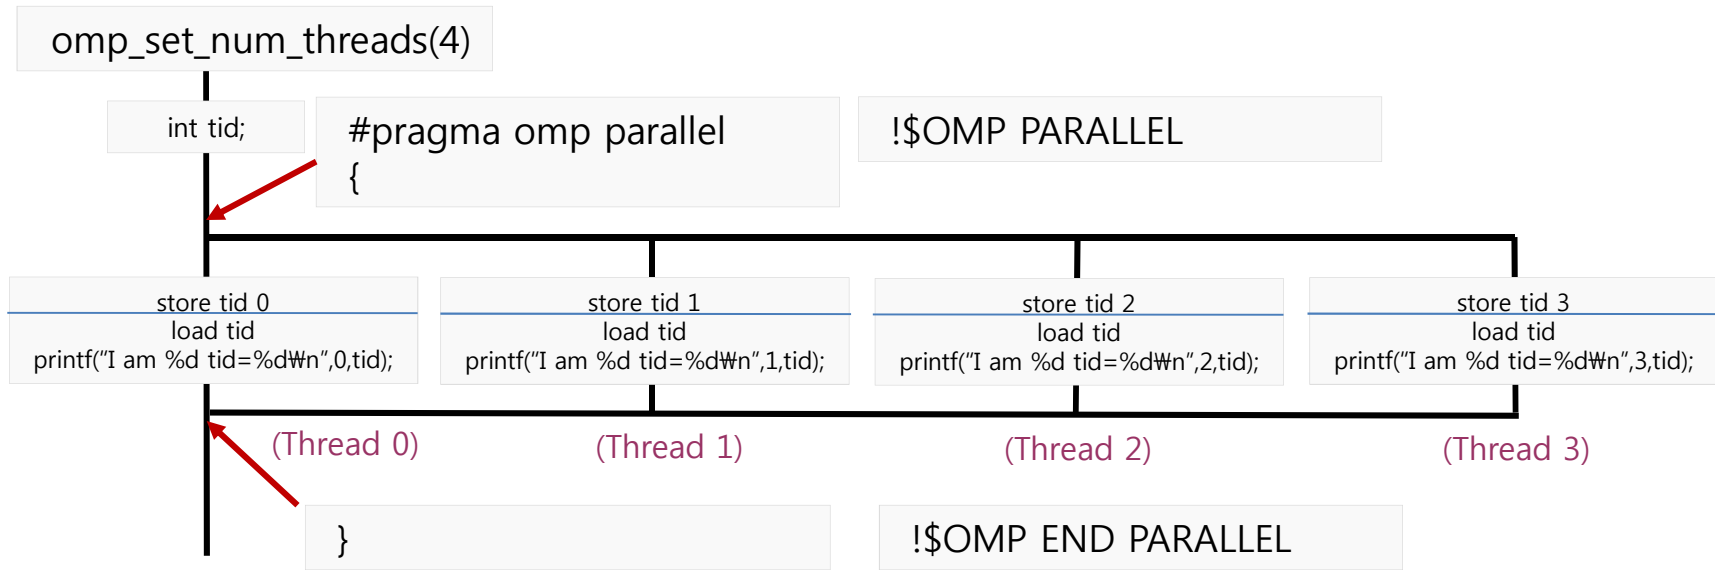 omp_set_num_threads(4)
int tid;
#pragma omp parallel
{
!$OMP PARALLEL
store tid 0
load tid
printf("I am %d tid=%d₩n",0,tid);
store tid 1
load tid
printf("I am %d tid=%d₩n",1,tid);
store tid 2
load tid
printf("I am %d tid=%d₩n",2,tid);
store tid 3
load tid
printf("I am %d tid=%d₩n",3,tid);
(Thread 0)
(Thread 1)
(Thread 2)
(Thread 3)
}
!$OMP END PARALLEL